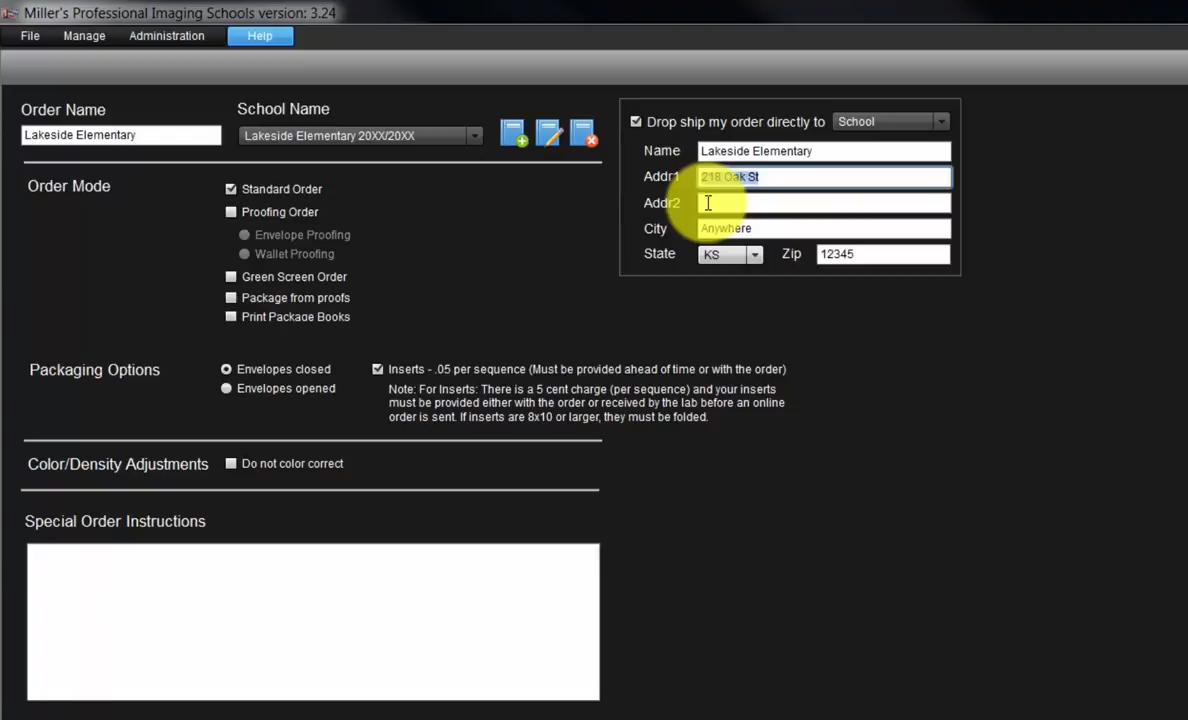 Miller's Professional Imaging Schools version: 3.24
File Manage Administration Help
Order Name
Lakeside Elementary
School Name
Lakeside Elementary 20XX/20XX
Drop ship my order directly to School
Name Lakeside Elementary
Addr1 218 Oak St
Addr2
City Anywhere
State KS Zip 12345
Order Mode
Standard Order
Proofing Order
Envelope Proofing
Wallet Proofing
Green Screen Order
Package from proofs
Print Package Books
Packaging Options
Envelopes closed
Envelopes opened
Inserts - .05 per sequence (Must be provided ahead of time or with the order)
Note: For Inserts: There is a 5 cent charge (per sequence) and your inserts
must be provided either with the order or received by the lab before an online
order is sent. If inserts are 8x10 or larger, they must be folded.
Color/Density Adjustments
Do not color correct
Special Order Instructions